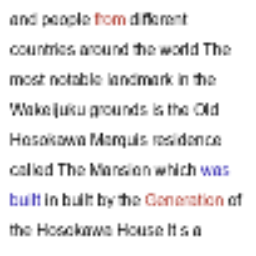 and people from different
countries around the world The
most notable landmark in the
Wakeijuku grounds is the Old
Hosokawa Marquis residence
called The Mansion which was
built in built by the Generation of
the Hosokawa House It s a